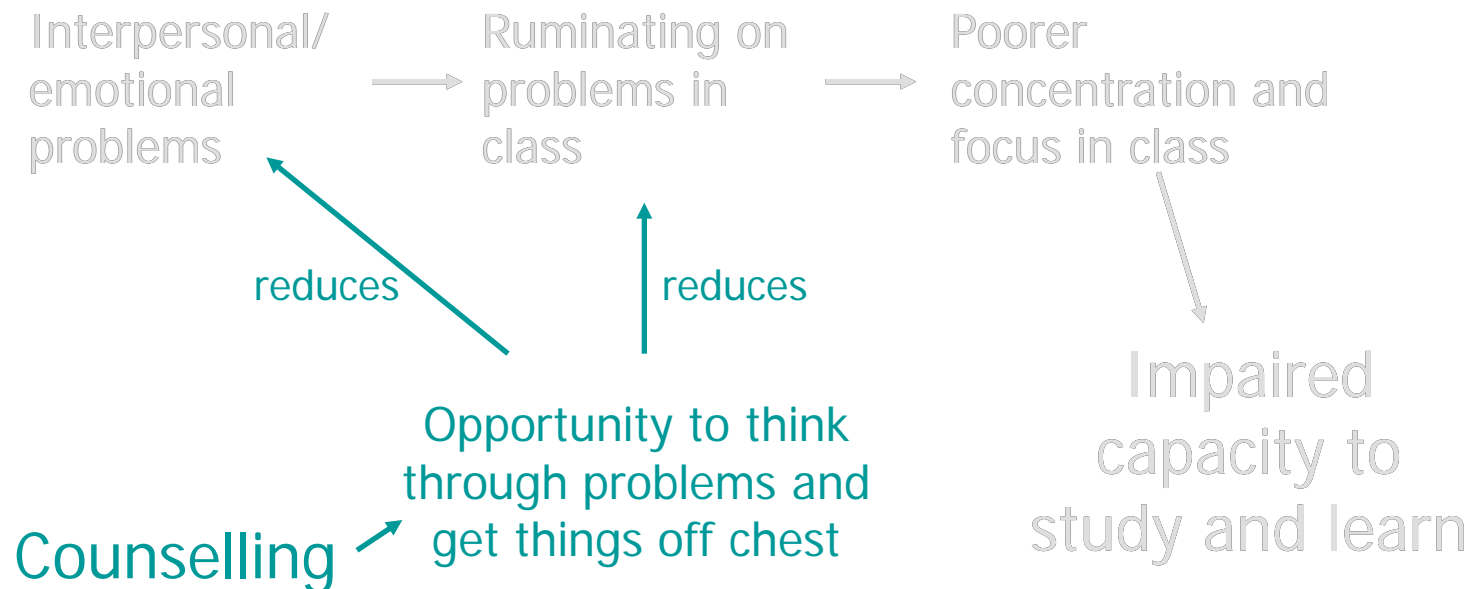 Interpersonal/
emotional
problems
Ruminating on
problems in
class
Poorer
concentration and
focus in class
reduces
reduces
Impaired
capacity to
study and learn
Opportunity to think
through problems and
get things off chest
Counselling